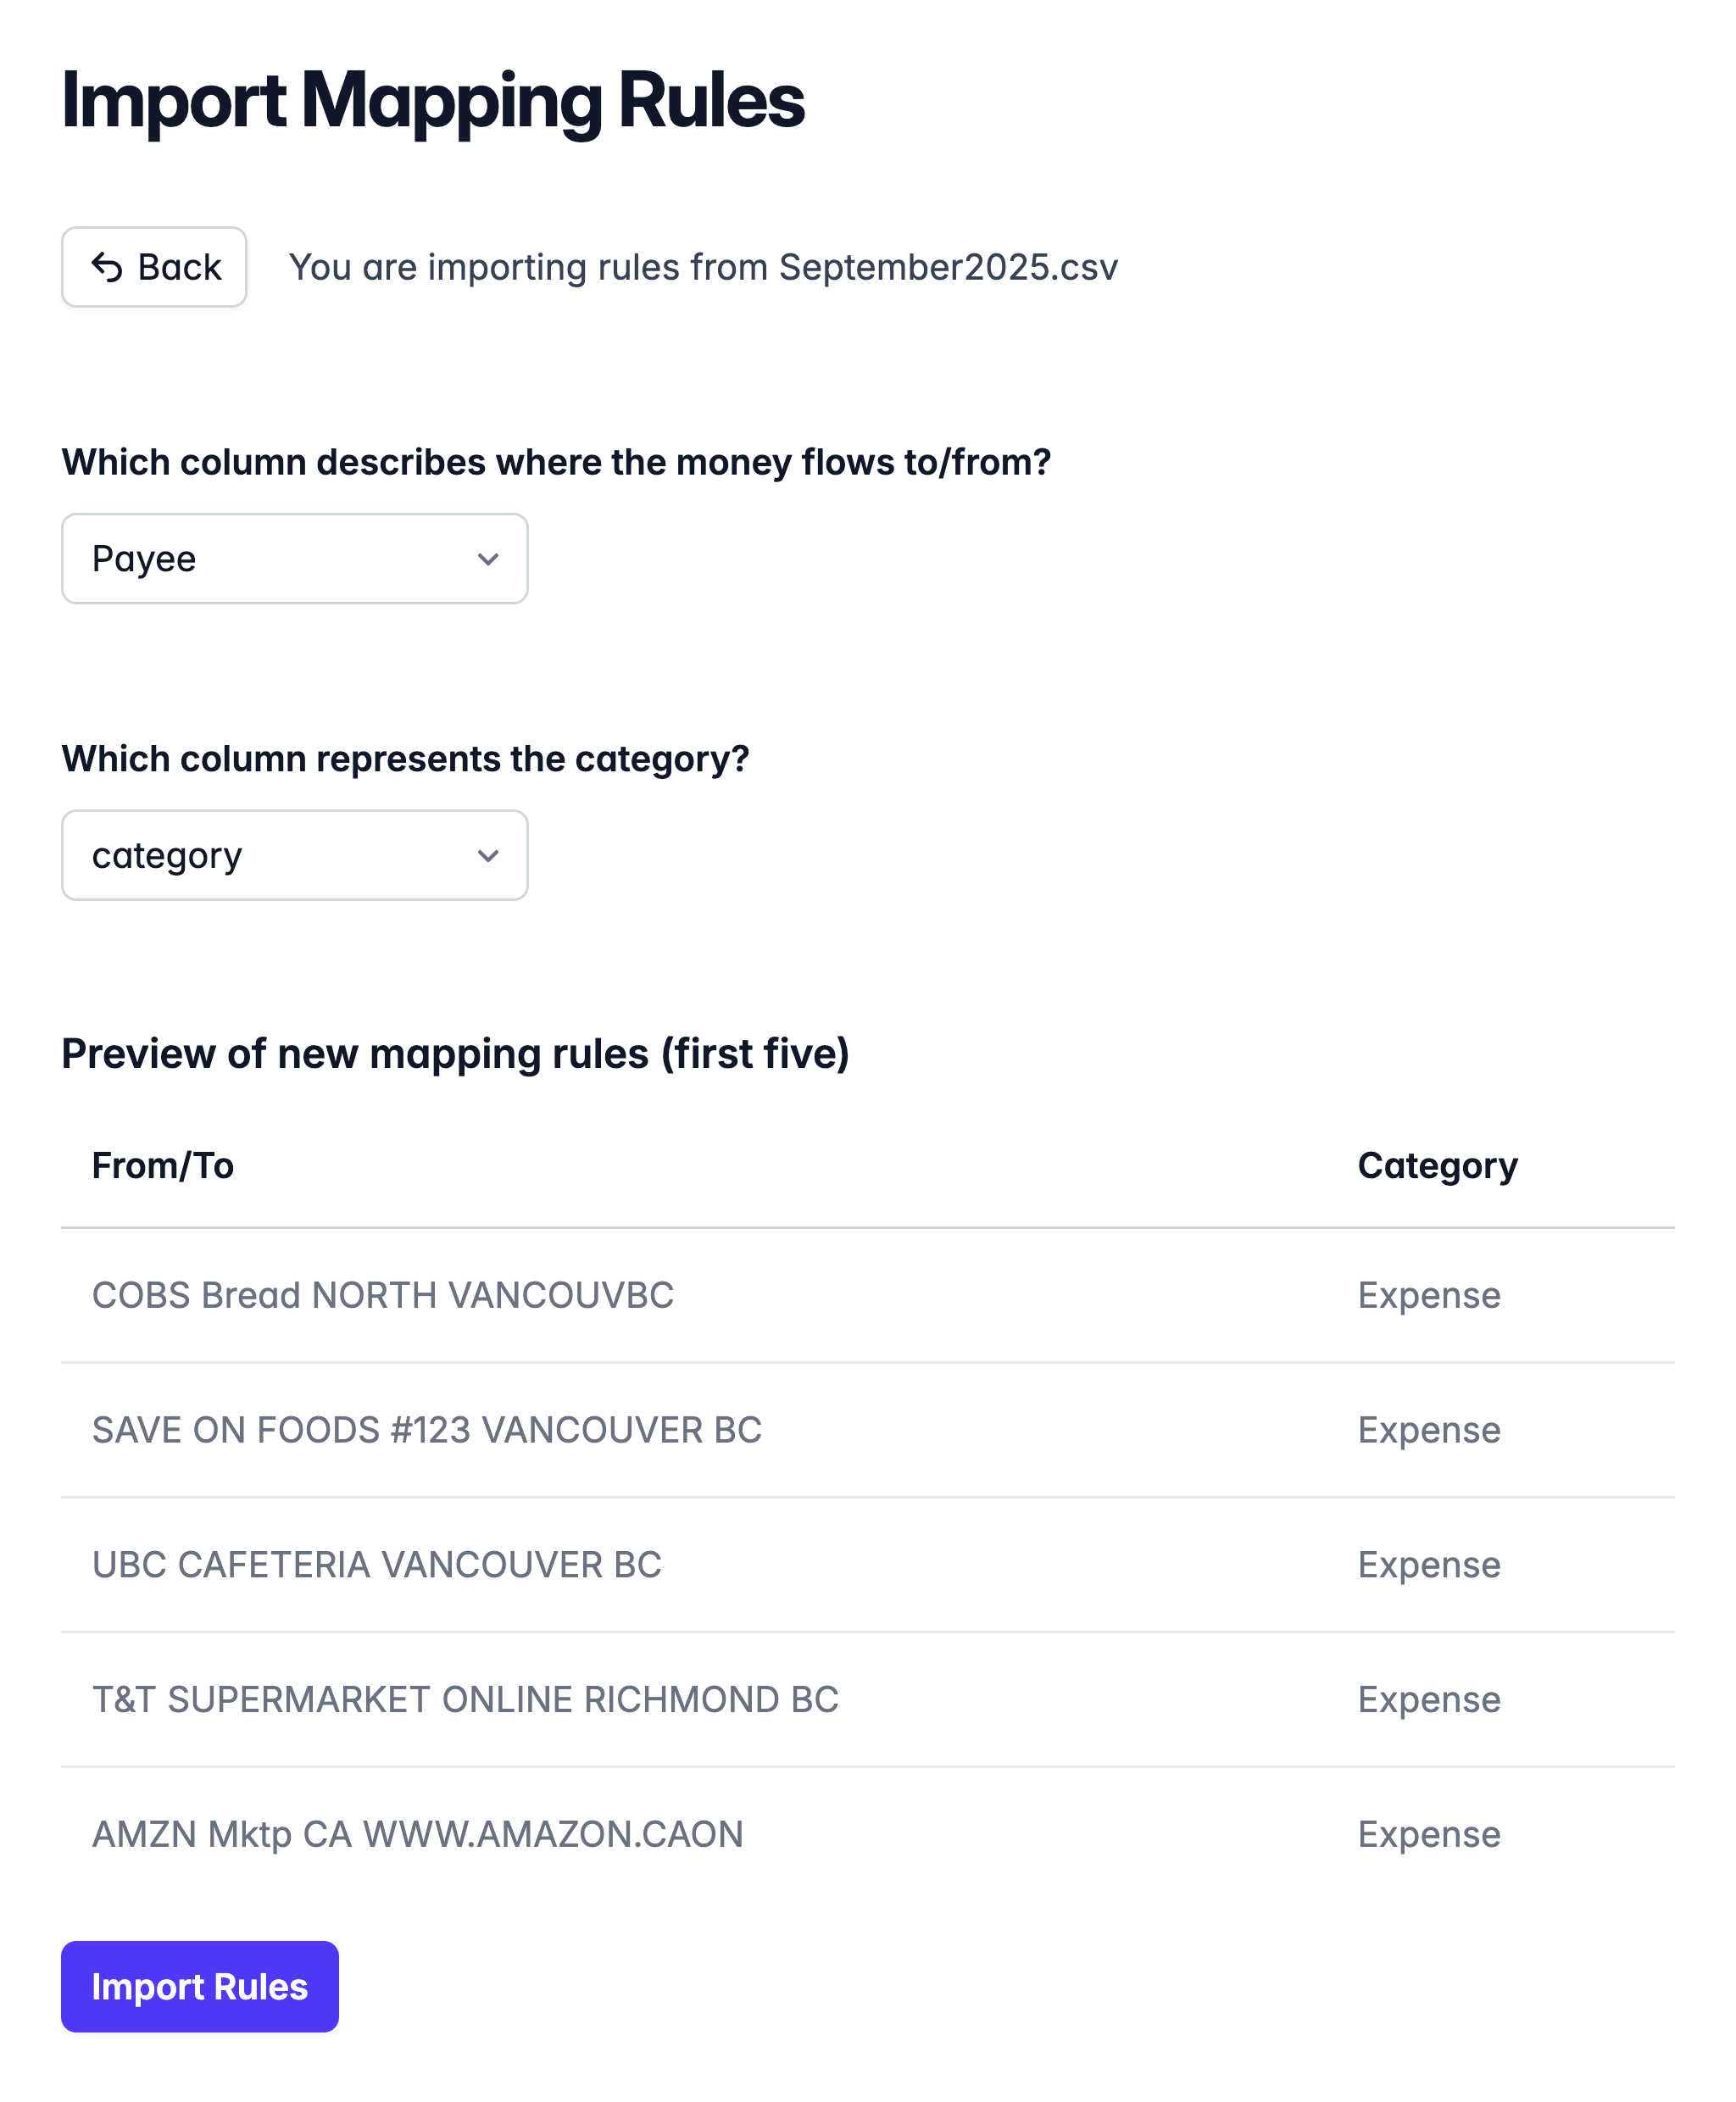 Import Mapping Rules
Back
You are importing rules from September2025.csv
Which column describes where the money flows to/from?
Payee
Which column represents the category?
category
Preview of new mapping rules (first five)
From/To Category
COBS Bread NORTH VANCOUVBC Expense
SAVE ON FOODS #123 VANCOUVER BC Expense
UBC CAFETERIA VANCOUVER BC Expense
T&T SUPERMARKET ONLINE RICHMOND BC Expense
AMZN Mktp CA WWW.AMAZON.CAON Expense
Import Rules